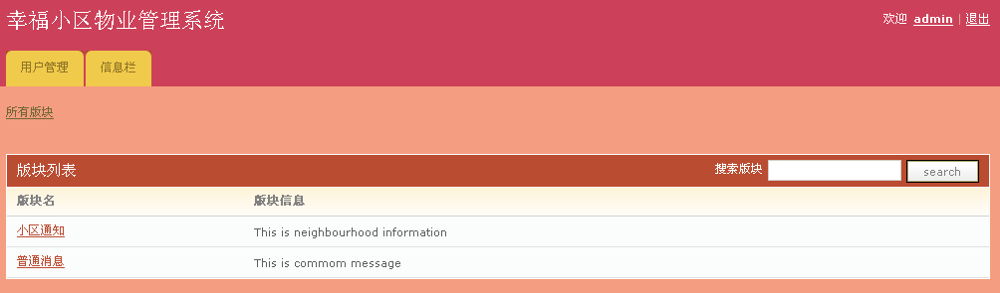 幸福小区物业管理系统
欢迎 admin | 退出
用户管理 信息栏
所有版块
版块列表 搜索版块 search
版块名 版块信息
小区通知 This is neighbourhood information
普通消息 This is commom message